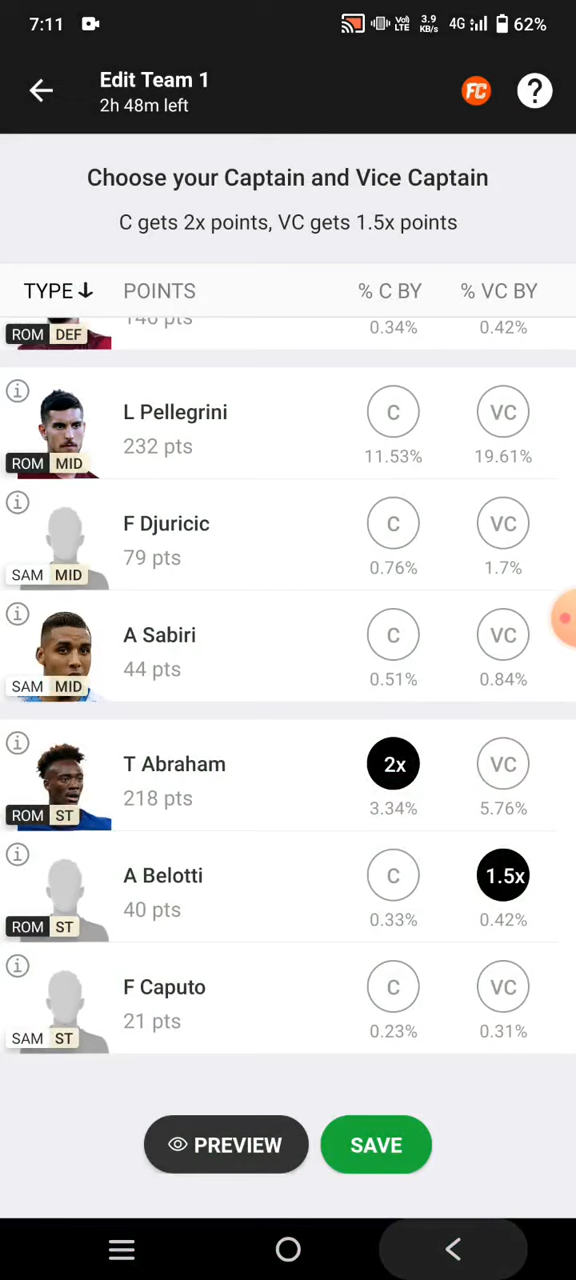 7:11 Vo) LTE 3.9 KB/s 4G 62%
Edit Team 1
2h 48m left
FC ?
Choose your Captain and Vice Captain
C gets 2x points, VC gets 1.5x points
TYPE POINTS % C BY % VC BY
ROM DEF 146 pts 0.34% 0.42%
L Pellegrini C VC
232 pts 11.53% 19.61%
ROM MID
F Djuricic C VC
79 pts 0.76% 1.7%
SAM MID
A Sabiri C VC
44 pts 0.51% 0.84%
SAM MID
T Abraham 2x VC
218 pts 3.34% 5.76%
ROM ST
A Belotti C 1.5x
40 pts 0.33% 0.42%
ROM ST
F Caputo C VC
21 pts 0.23% 0.31%
SAM ST
PREVIEW SAVE